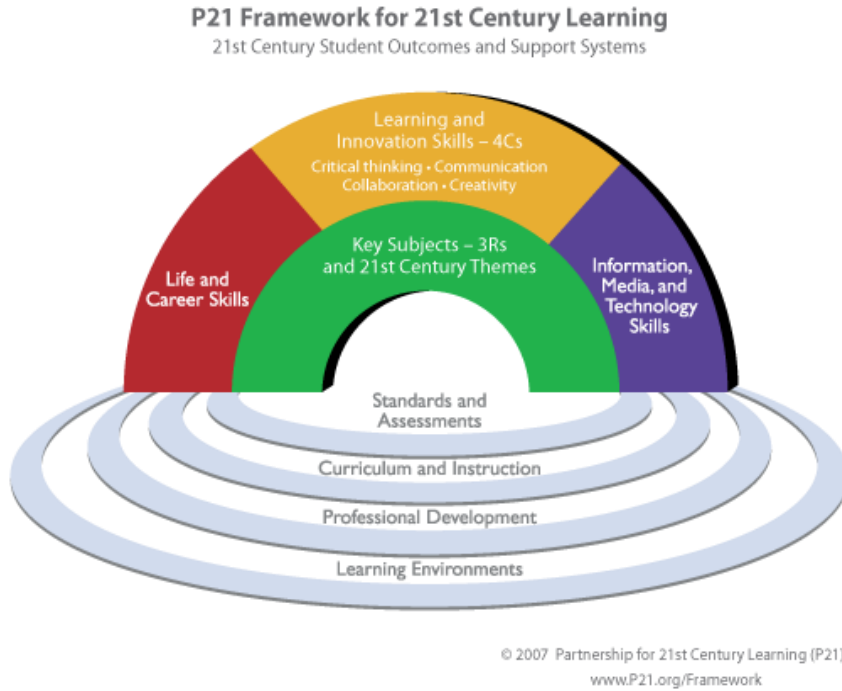 P21 Framework for 21st Century Learning
21st Century Student Outcomes and Support Systems
Learning and
Innovation Skills – 4Cs
Critical thinking • Communication
Collaboration • Creativity
Key Subjects – 3Rs
and 21st Century Themes
Life and
Career Skills
Information,
Media, and
Technology
Skills
Standards and
Assessments
Curriculum and Instruction
Professional Development
Learning Environments
© 2007 Partnership for 21st Century Learning (P21)
www.P21.org/Framework